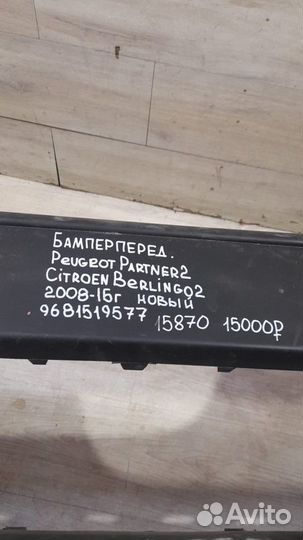 БАМПЕРПЕРЕД.
PEUGEOT PARTNER2
CITROEN BERLINGO2
2008-15г НОВЫЙ
9681519577 15870 15000₽
Avito